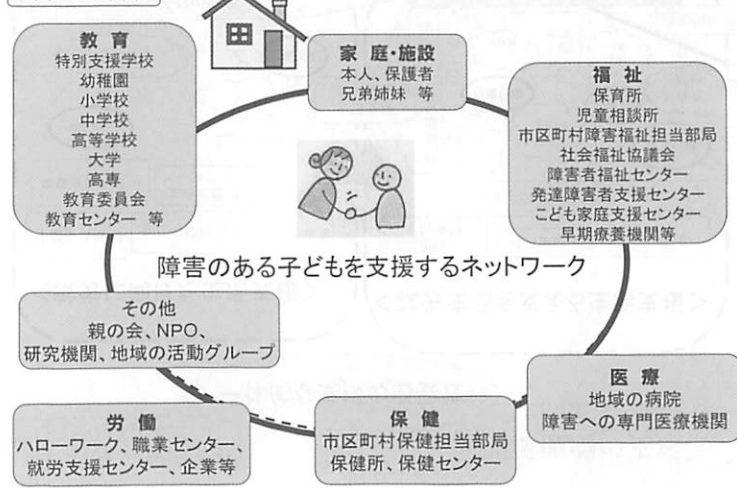 教育
特別支援学校
幼稚園
小学校
中学校
高等学校
大学
高専
教育委員会
教育センター 等
家庭・施設
本人、保護者
兄弟姉妹 等
福祉
保育所
児童相談所
市区町村障害福祉担当部局
社会福祉協議会
障害者福祉センター
発達障害者支援センター
こども家庭支援センター
早期療養機関等
障害のある子どもを支援するネットワーク
その他
親の会、NPO、
研究機関、地域の活動グループ
医療
地域の病院
障害への専門医療機関
労働
ハローワーク、職業センター、
就労支援センター、企業等
保健
市区町村保健担当部局
保健所、保健センター